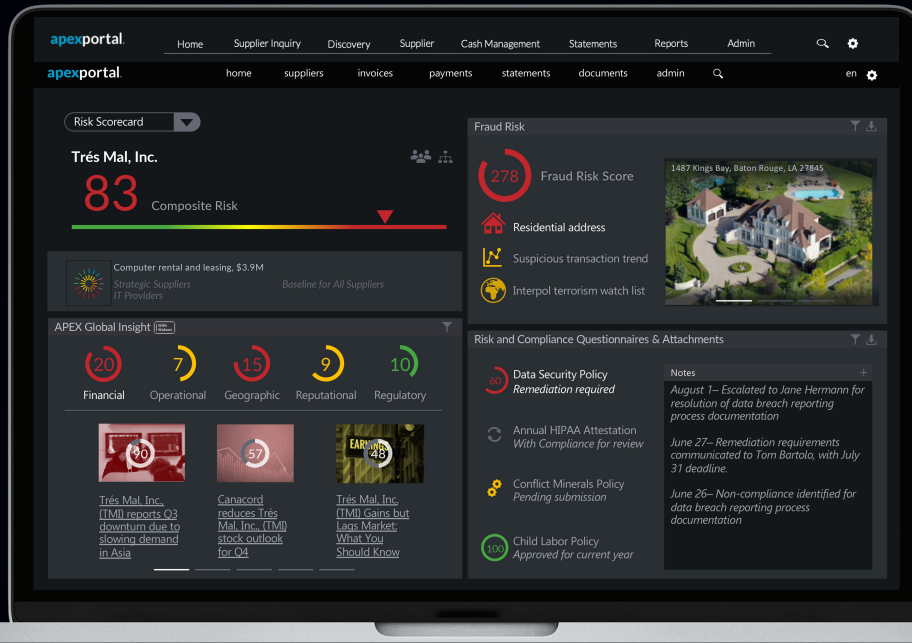 apexportal.
Home Supplier Inquiry Discovery Supplier Cash Management Statements Reports Admin
apexportal.
home suppliers invoices payments statements documents admin en
Risk Scorecard
Trés Mal, Inc.
83 Composite Risk
Computer rental and leasing, $3.9M
Strategic Suppliers Baseline for All Suppliers
IT Providers
APEX Global Insight With Watson
20 7 15 9 10
Financial Operational Geographic Reputational Regulatory
90
Trés Mal, Inc.,
(TMI) reports Q3
downturn due to
slowing demand
in Asia
57
Canacord
reduces Trés
Mal, Inc., (TMI)
stock outlook
for Q4
EARNINGS
48
Trés Mal, Inc.
(TMI) Gains but
Lags Market:
What You
Should Know
Fraud Risk
278 Fraud Risk Score
Residential address
Suspicious transaction trend
Interpol terrorism watch list
1487 Kings Bay, Baton Rouge, LA 27845
Risk and Compliance Questionnaires & Attachments
60 Data Security Policy
Remediation required
Annual HIPAA Attestation
With Compliance for review
Conflict Minerals Policy
Pending submission
100 Child Labor Policy
Approved for current year
Notes +
August 1– Escalated to Jane Hermann for
resolution of data breach reporting
process documentation
June 27– Remediation requirements
communicated to Tom Bartolo, with July
31 deadline.
June 26– Non-compliance identified for
data breach reporting process
documentation